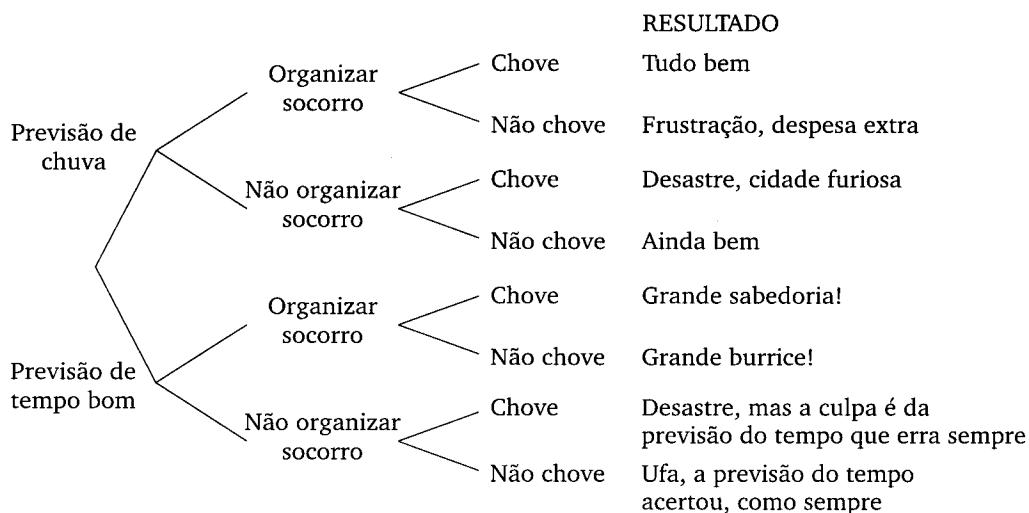 RESULTADO
Previsão de
chuva
Organizar
socorro
Chove Tudo bem
Não chove Frustração, despesa extra
Não organizar
socorro
Chove Desastre, cidade furiosa
Não chove Ainda bem
Previsão de
tempo bom
Organizar
socorro
Chove Grande sabedoria!
Não chove Grande burrice!
Não organizar
socorro
Chove Desastre, mas a culpa é da
previsão do tempo que erra sempre
Não chove Ufa, a previsão do tempo
acertou, como sempre